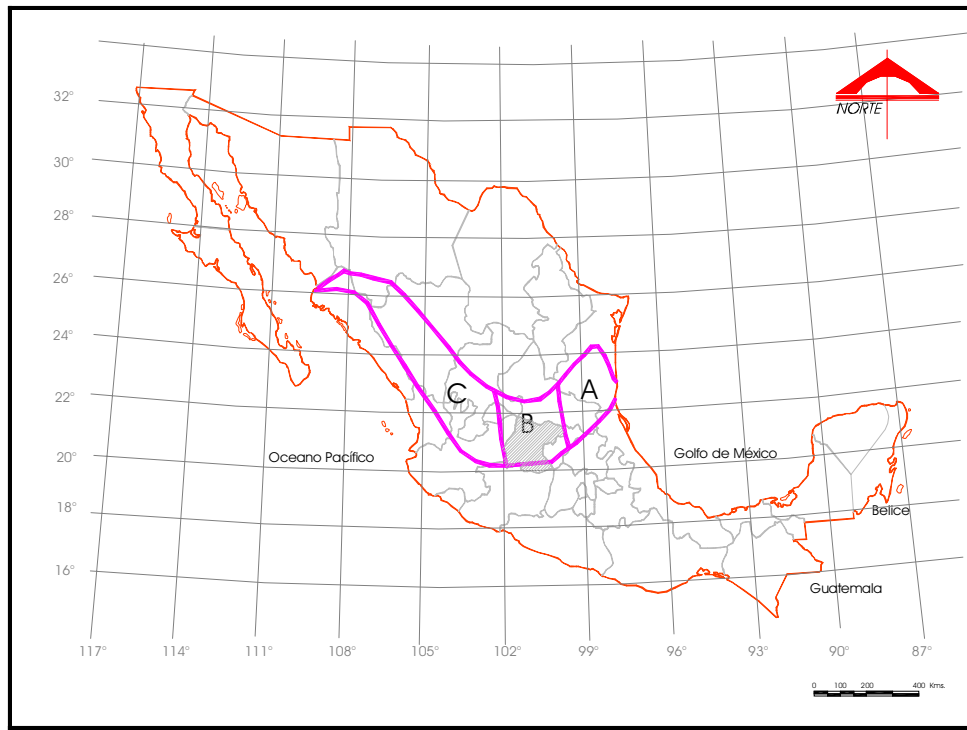 NORTE
32°
30°
28°
26°
24°
22°
20°
18°
16°
C
B
A
Oceano Pacífico
Golfo de México
Belice
Guatemala
117° 114° 111° 108° 105° 102° 99° 96° 93° 90° 87°
0 100 200 400 Kms.